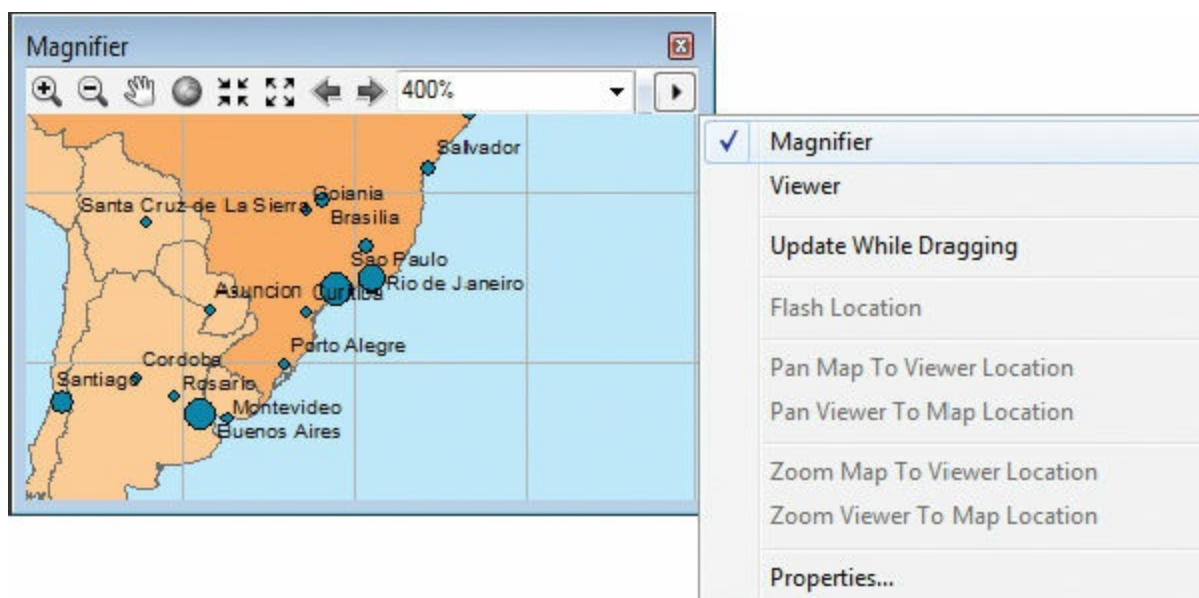 Magnifier
400%
Salvador
Goiania
Santa Cruz de La Sierra
Brasilia
Sao Paulo
Rio de Janeiro
Asuncion
Curitiba
Porto Alegre
Cordoba
Santiago
Rosario
Montevideo
Buenos Aires
Magnifier
Viewer
Update While Dragging
Flash Location
Pan Map To Viewer Location
Pan Viewer To Map Location
Zoom Map To Viewer Location
Zoom Viewer To Map Location
Properties...